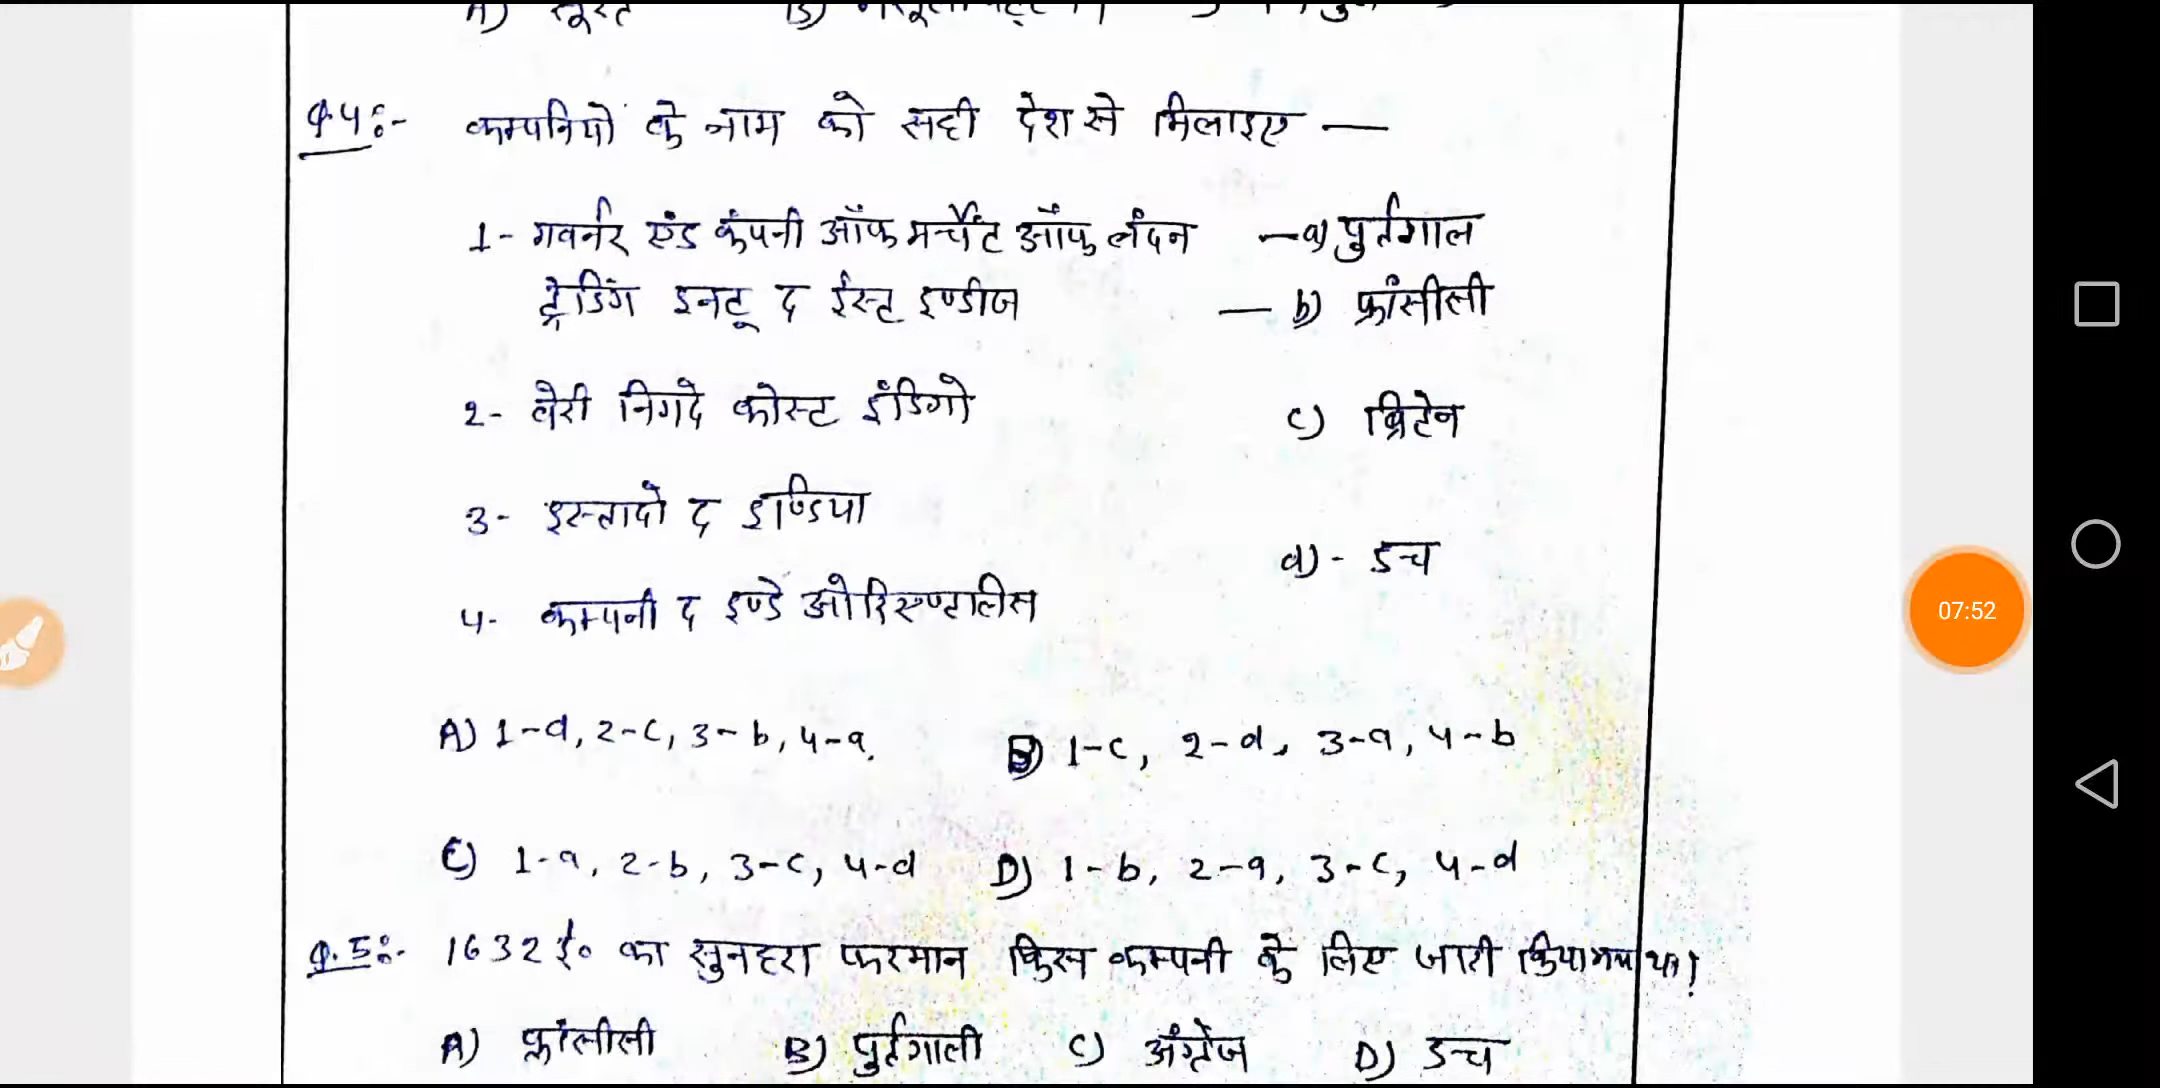 A) सूरत B)
Q.4:- कम्पनियों के नाम को सही देश से मिलाइए —
1- गवर्नर एंड कंपनी ऑफ मर्चेंट ऑफ लंदन — a) पुर्तगाल
ट्रेडिंग इनटू द ईस्ट इण्डीज — b) फ्रांसीसी
2- वेरी निगदे कोस्ट इंडिगो c) ब्रिटेन
3- इस्तादो द इण्डिया
d) - डच
4- कम्पनी द इण्डे ओरिएण्टालिस
A) 1-d, 2-c, 3-b, 4-a. B) 1-c, 2-d, 3-a, 4-b
C) 1-a, 2-b, 3-c, 4-d D) 1-b, 2-a, 3-c, 4-d
Q.5:- 1632 ई० का सुनहरा फरमान किस कम्पनी के लिए जारी किया गया था।
A) फ्रांसीसी B) पुर्तगाली C) अंग्रेज D) डच
07:52